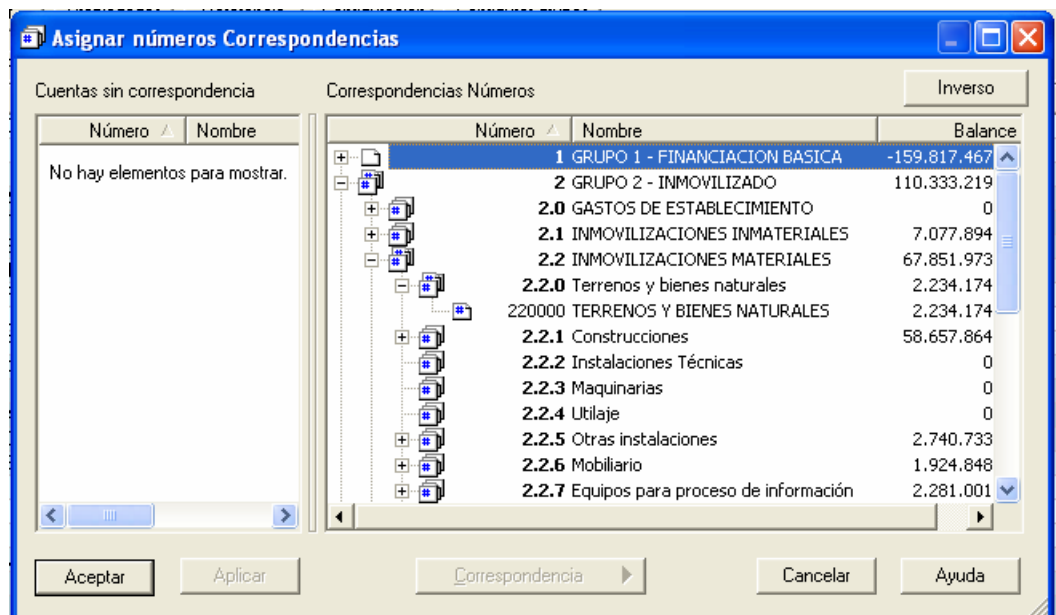 Asignar números Correspondencias
Cuentas sin correspondencia
Correspondencias Números
Inverso
Número Nombre
No hay elementos para mostrar.
Número Nombre Balance
1 GRUPO 1 - FINANCIACION BASICA -159.817.467
2 GRUPO 2 - INMOVILIZADO 110.333.219
2.0 GASTOS DE ESTABLECIMIENTO 0
2.1 INMOVILIZACIONES INMATERIALES 7.077.894
2.2 INMOVILIZACIONES MATERIALES 67.851.973
2.2.0 Terrenos y bienes naturales 2.234.174
220000 TERRENOS Y BIENES NATURALES 2.234.174
2.2.1 Construcciones 58.657.864
2.2.2 Instalaciones Técnicas 0
2.2.3 Maquinarias 0
2.2.4 Utilaje 0
2.2.5 Otras instalaciones 2.740.733
2.2.6 Mobiliario 1.924.848
2.2.7 Equipos para proceso de información 2.281.001
Aceptar
Aplicar
Correspondencia
Cancelar
Ayuda